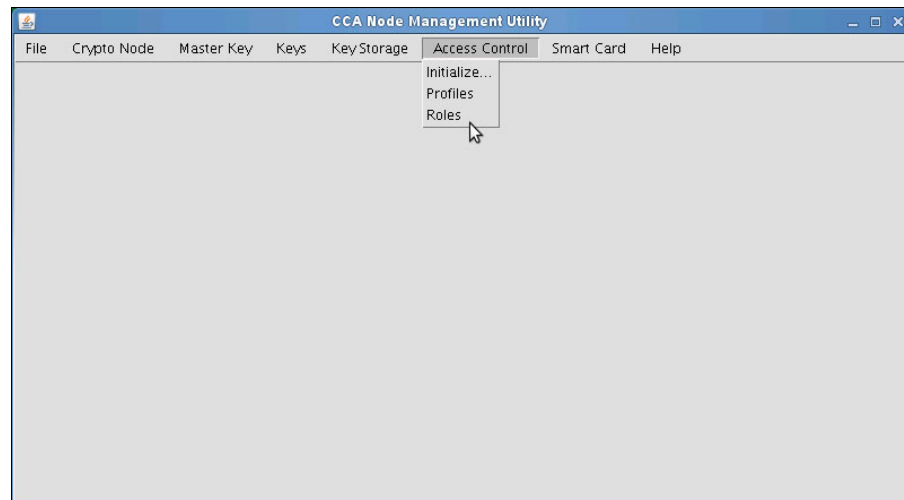 CCA Node Management Utility
File Crypto Node Master Key Keys Key Storage Access Control Smart Card Help
Initialize...
Profiles
Roles